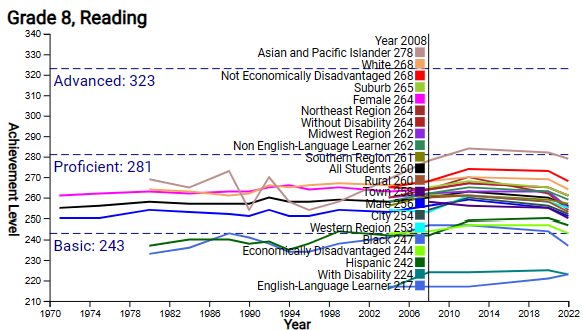 Grade 8, Reading
340
330
320
310
300
290
280
270
260
250
240
230
220
210
Achievement Level
Advanced: 323
Proficient: 281
Basic: 243
Year 2008
Asian and Pacific Islander 278
White 268
Not Economically Disadvantaged 268
Suburb 265
Female 264
Northeast Region 264
Without Disability 264
Midwest Region 262
Non English-Language Learner 262
Southern Region 261
All Students 260
Rural 260
Town 258
Male 256
City 254
Western Region 253
Black 247
Economically Disadvantaged 244
Hispanic 242
With Disability 224
English-Language Learner 217
1970 1974 1978 1982 1986 1990 1994 1998 2002 2006 2010 2014 2018 2022
Year